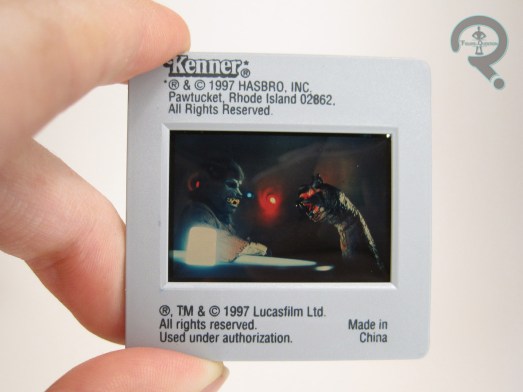 Kenner®
*® & © 1997 HASBRO, INC.
Pawtucket, Rhode Island 02862.
All Rights Reserved.
®, TM & © 1997 Lucasfilm Ltd.
All rights reserved.
Used under authorization.
Made in
China